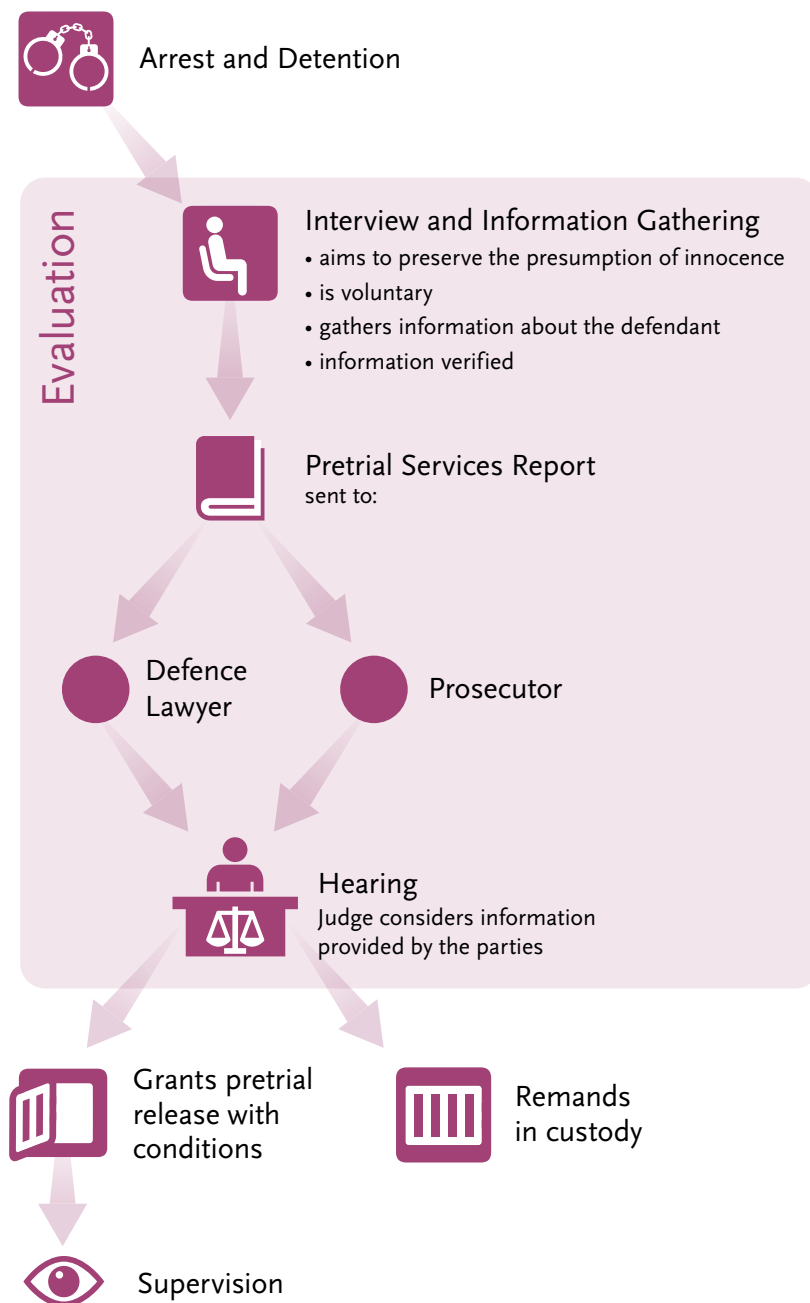 Arrest and Detention
Evaluation
Interview and Information Gathering
• aims to preserve the presumption of innocence
• is voluntary
• gathers information about the defendant
• information verified
Pretrial Services Report
sent to:
Defence
Lawyer
Prosecutor
Hearing
Judge considers information
provided by the parties
Grants pretrial
release with
conditions
Remands
in custody
Supervision